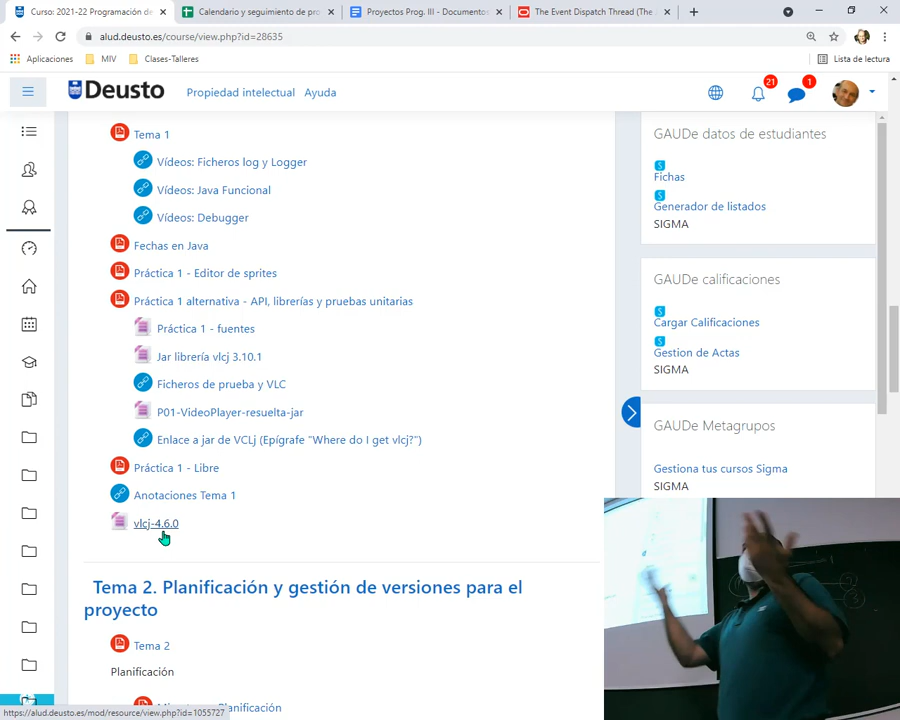 Curso: 2021-22 Programación de
Calendario y seguimiento de pro
Proyectos Prog. III - Documentos
The Event Dispatch Thread (The
alud.deusto.es/course/view.php?id=28635
Aplicaciones
MIV
Clases-Talleres
Lista de lectura
Deusto
Propiedad intelectual
Ayuda
21
1
Tema 1
Vídeos: Ficheros log y Logger
Vídeos: Java Funcional
Vídeos: Debugger
Fechas en Java
Práctica 1 - Editor de sprites
Práctica 1 alternativa - API, librerías y pruebas unitarias
Práctica 1 - fuentes
Jar librería vlcj 3.10.1
Ficheros de prueba y VLC
P01-VideoPlayer-resuelta-jar
Enlace a jar de VCLj (Epígrafe "Where do I get vlcj?")
Práctica 1 - Libre
Anotaciones Tema 1
vlcj-4.6.0
Tema 2. Planificación y gestión de versiones para el
proyecto
Tema 2
Planificación
Planificación
GAUDe datos de estudiantes
S
Fichas
S
Generador de listados
SIGMA
GAUDe calificaciones
S
Cargar Calificaciones
S
Gestion de Actas
SIGMA
GAUDe Metagrupos
Gestiona tus cursos Sigma
SIGMA
https://alud.deusto.es/mod/resource/view.php?id=1055727